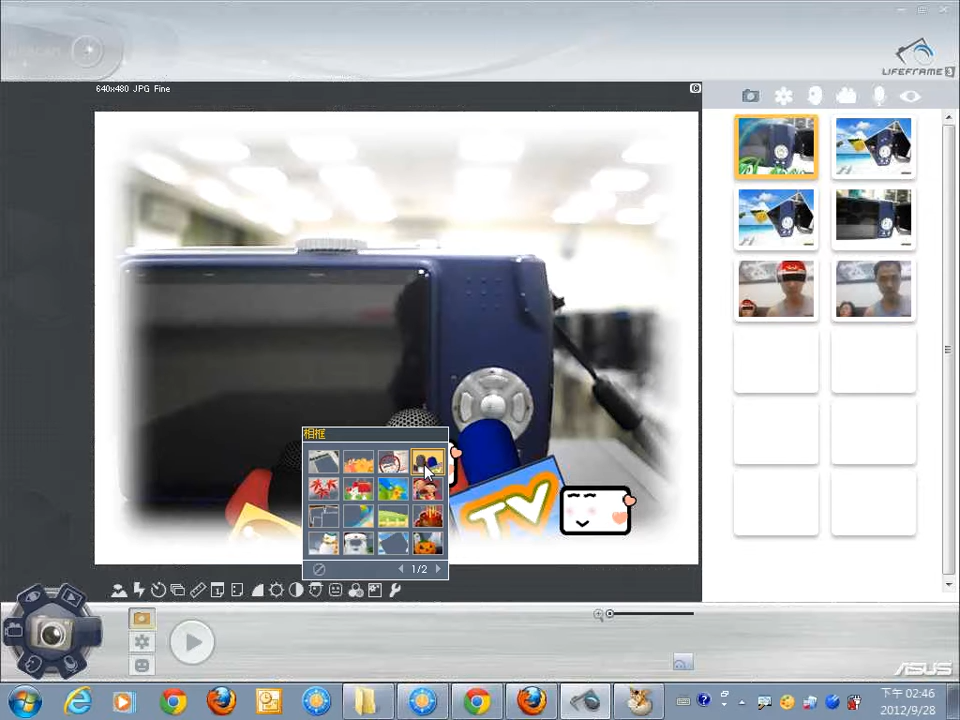 LIFEFRAME 3
640x480 JPG Fine
相框
TV
1/2
ASUS
下午 02:46
2012/9/28